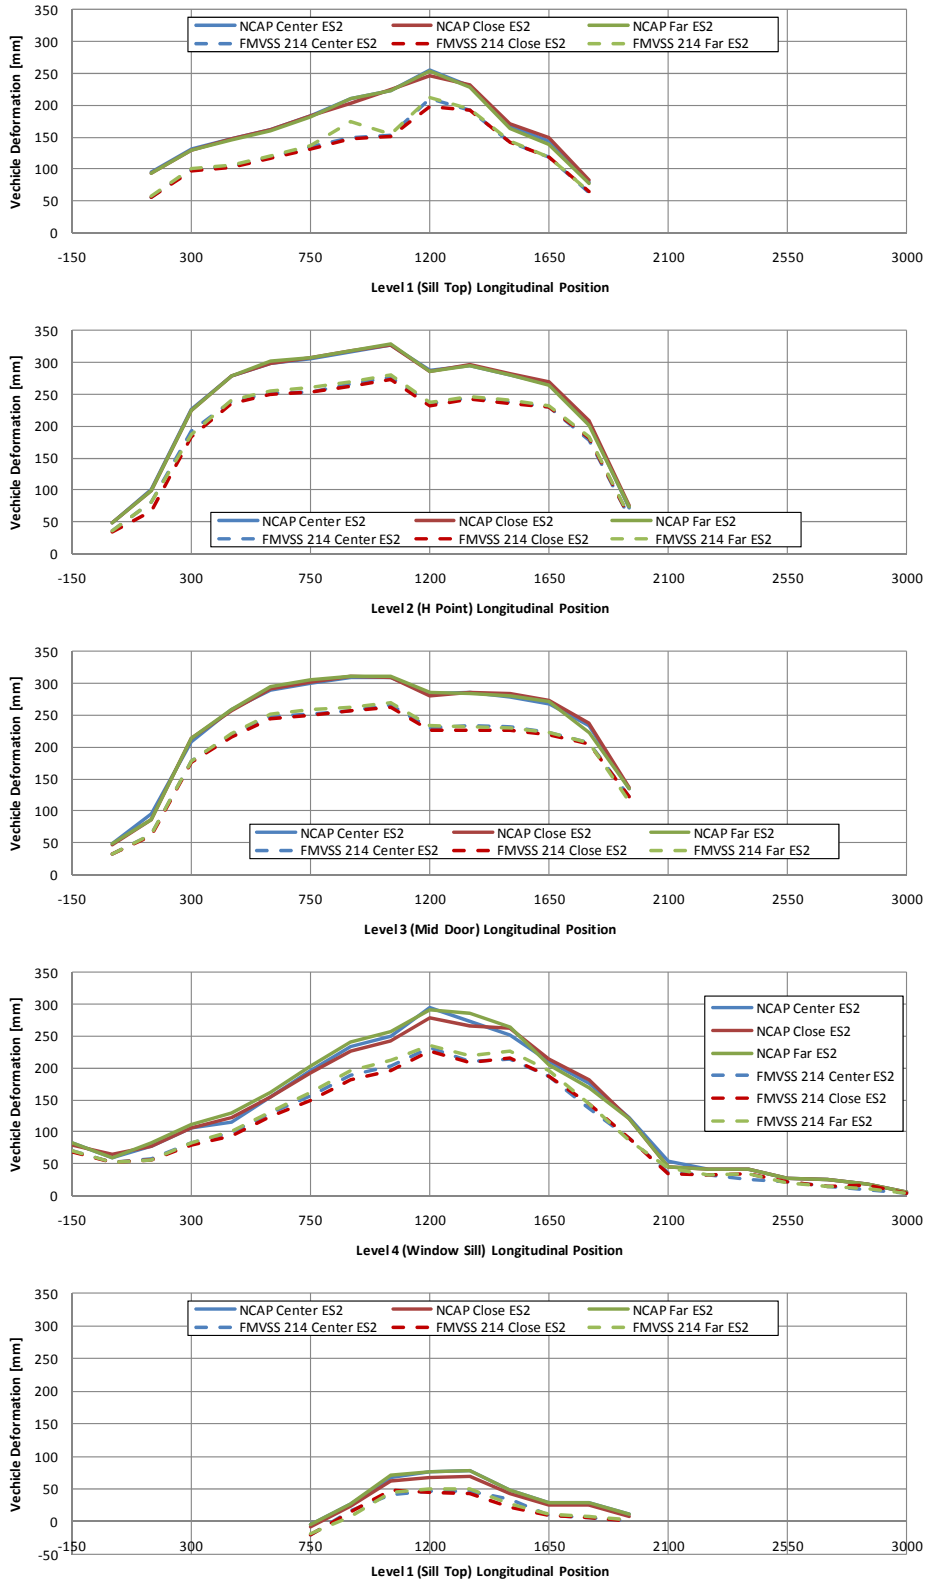 350
NCAP Center ES2 NCAP Close ES2 NCAP Far ES2
300
FMVSS 214 Center ES2 FMVSS 214 Close ES2 FMVSS 214 Far ES2
250
200
150
100
50
0
Vechicle Deformation [mm]
-150 300 750 1200 1650 2100 2550 3000
Level 1 (Sill Top) Longitudinal Position
350
300
250
200
150
100
50
0
Vechicle Deformation [mm]
NCAP Center ES2 NCAP Close ES2 NCAP Far ES2
FMVSS 214 Center ES2 FMVSS 214 Close ES2 FMVSS 214 Far ES2
-150 300 750 1200 1650 2100 2550 3000
Level 2 (H Point) Longitudinal Position
350
300
250
200
150
100
50
0
Vechicle Deformation [mm]
NCAP Center ES2 NCAP Close ES2 NCAP Far ES2
FMVSS 214 Center ES2 FMVSS 214 Close ES2 FMVSS 214 Far ES2
-150 300 750 1200 1650 2100 2550 3000
Level 3 (Mid Door) Longitudinal Position
350
300
250
200
150
100
50
0
Vechicle Deformation [mm]
NCAP Center ES2
NCAP Close ES2
NCAP Far ES2
FMVSS 214 Center ES2
FMVSS 214 Close ES2
FMVSS 214 Far ES2
-150 300 750 1200 1650 2100 2550 3000
Level 4 (Window Sill) Longitudinal Position
350
NCAP Center ES2 NCAP Close ES2 NCAP Far ES2
300
FMVSS 214 Center ES2 FMVSS 214 Close ES2 FMVSS 214 Far ES2
250
200
150
100
50
0
-50
Vechicle Deformation [mm]
-150 300 750 1200 1650 2100 2550 3000
Level 1 (Sill Top) Longitudinal Position